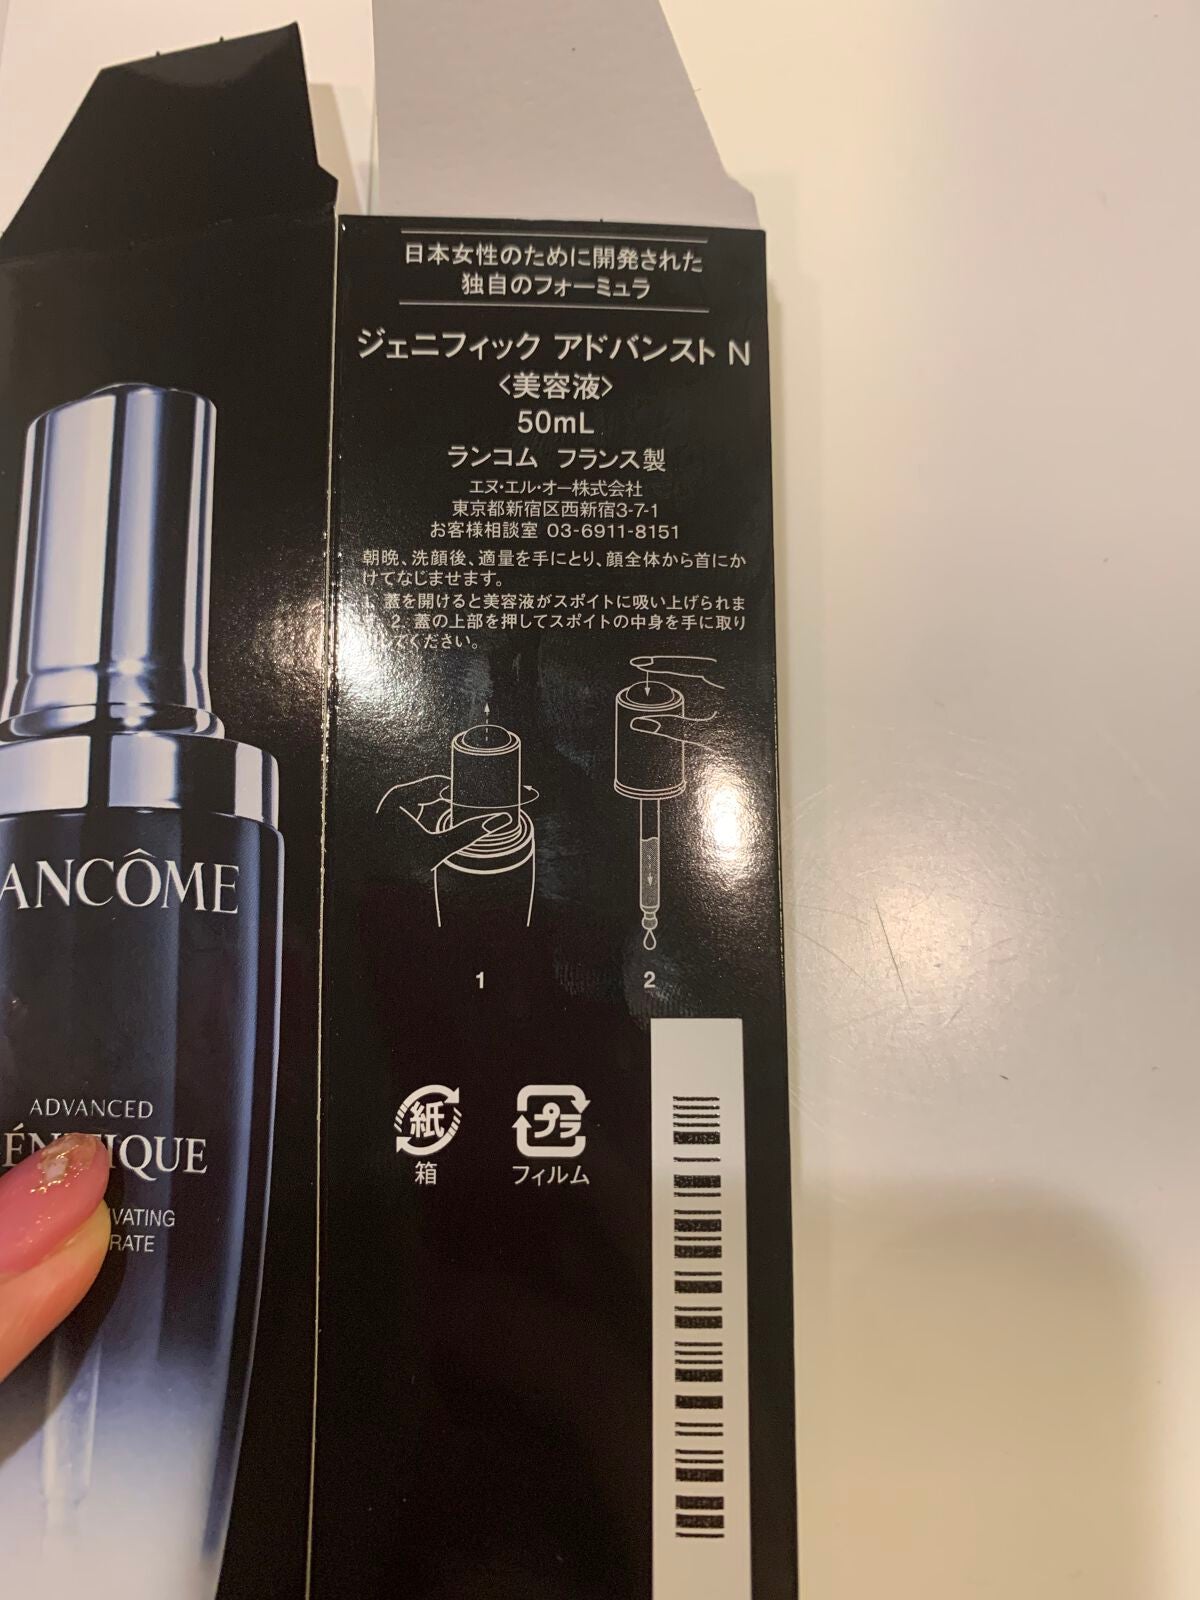 日本女性のために開発された
独自のフォーミュラ
ジェニフィック アドバンスト N
<美容液>
50mL
ランコム フランス製
エヌ・エル・オー株式会社
東京都新宿区西新宿3-7-1
お客様相談室 03-6911-8151
朝晩、洗顔後、適量を手にとり、顔全体から首にか
けてなじませます。
1. 蓋を開けると美容液がスポイトに吸い上げられま
2. 蓋の上部を押してスポイトの中身を手に取り
てください。
1
2
紙
箱
プラ
フィルム
ANCÔME
ADVANCED
IQUE
IVATING
RATE